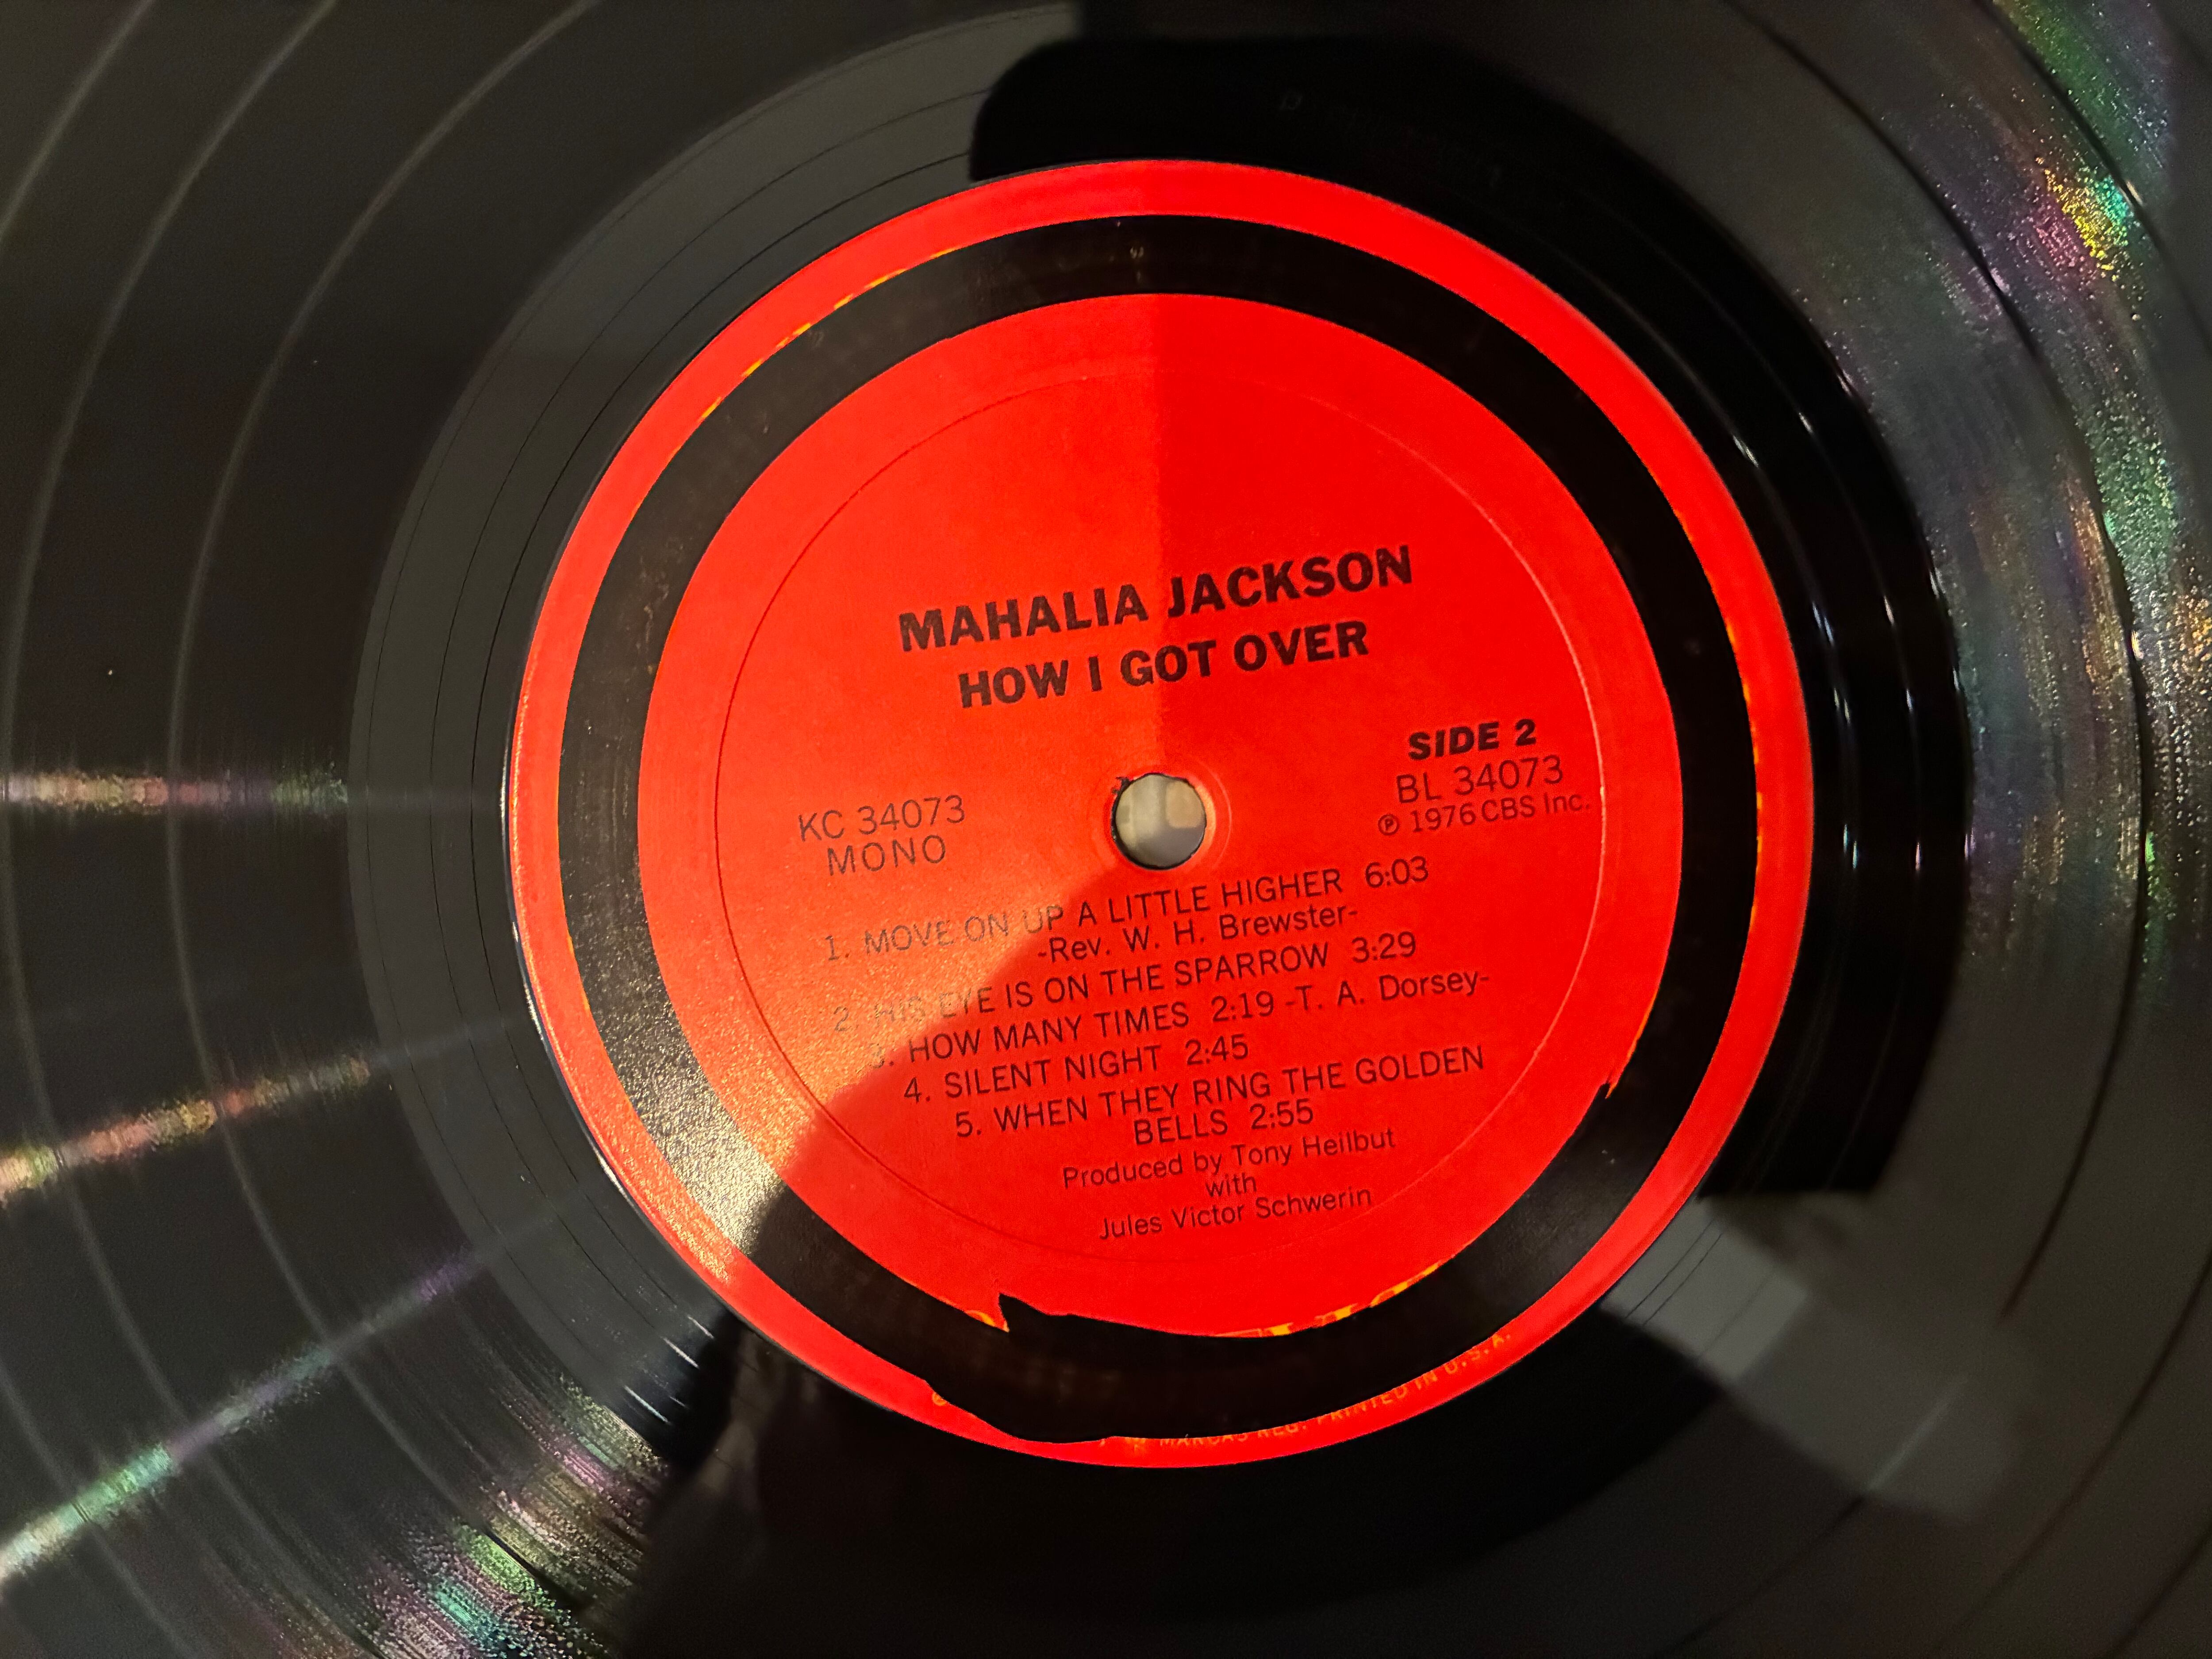 MAHALIA JACKSON
HOW I GOT OVER
SIDE 2
BL 34073
℗ 1976 CBS Inc.
KC 34073
MONO
1. MOVE ON UP A LITTLE HIGHER 6:03
-Rev. W. H. Brewster-
2. HIS EYE IS ON THE SPARROW 3:29
3. HOW MANY TIMES 2:19 -T. A. Dorsey-
4. SILENT NIGHT 2:45
5. WHEN THEY RING THE GOLDEN
BELLS 2:55
Produced by Tony Heilbut
with
Jules Victor Schwerin
MARCAS REG. PRINTED IN U.S.A.